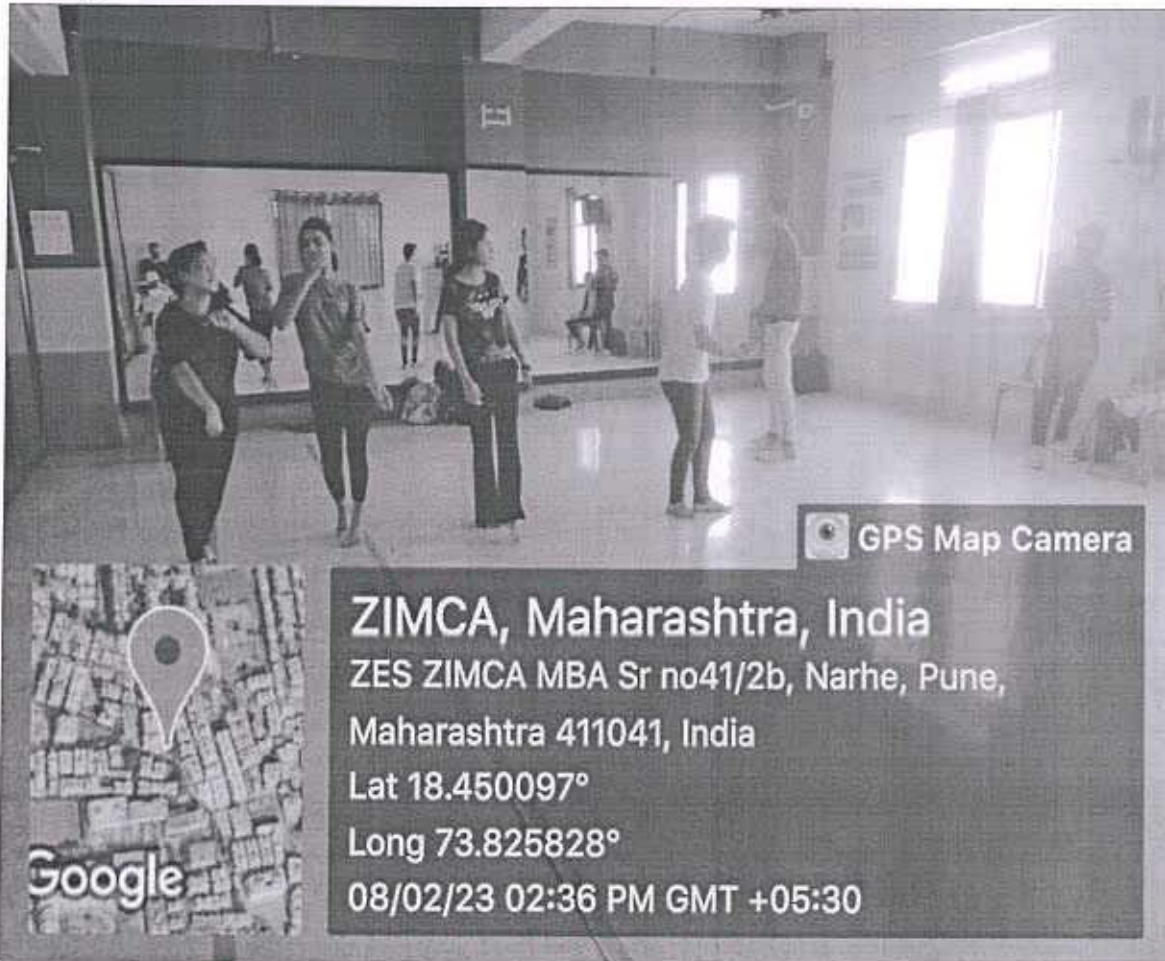 GPS Map Camera
ZIMCA, Maharashtra, India
ZES ZIMCA MBA Sr no41/2b, Narhe, Pune,
Maharashtra 411041, India
Lat 18.450097°
Long 73.825828°
08/02/23 02:36 PM GMT +05:30
Google